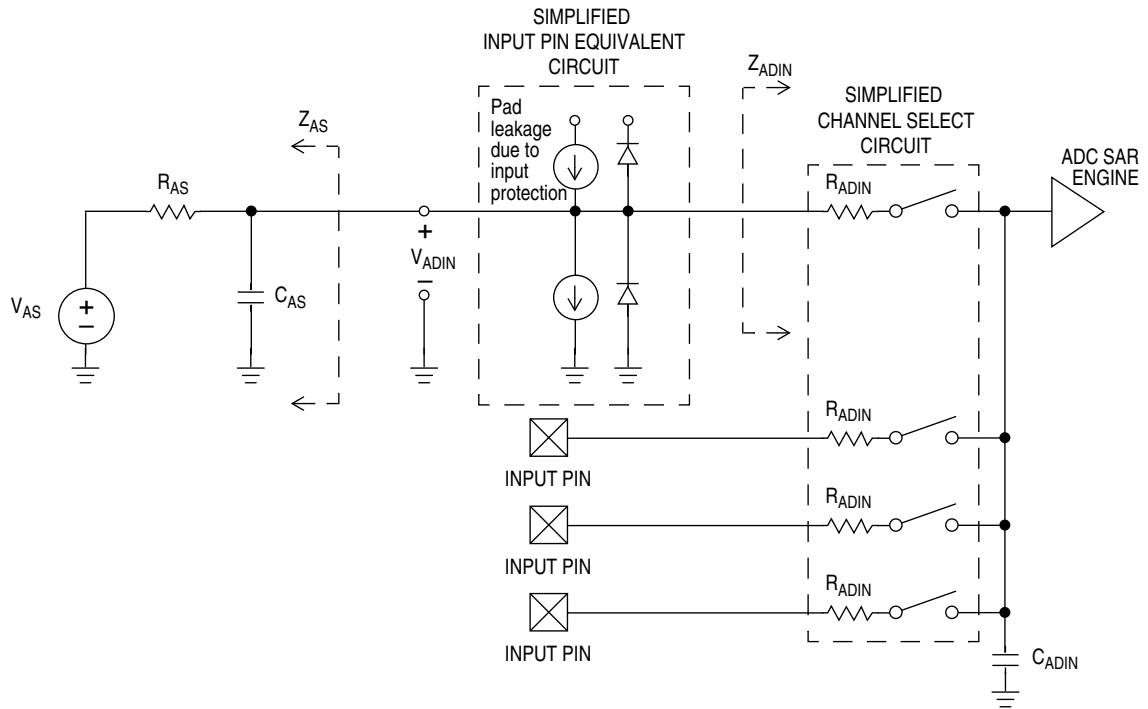 SIMPLIFIED
INPUT PIN EQUIVALENT
CIRCUIT
Pad
leakage
due to
input
protection
ZAS
RAS
VAS
+
–
CAS
+
VADIN
–
ZADIN
SIMPLIFIED
CHANNEL SELECT
CIRCUIT
RADIN
ADC SAR
ENGINE
RADIN
INPUT PIN
RADIN
INPUT PIN
RADIN
INPUT PIN
CADIN